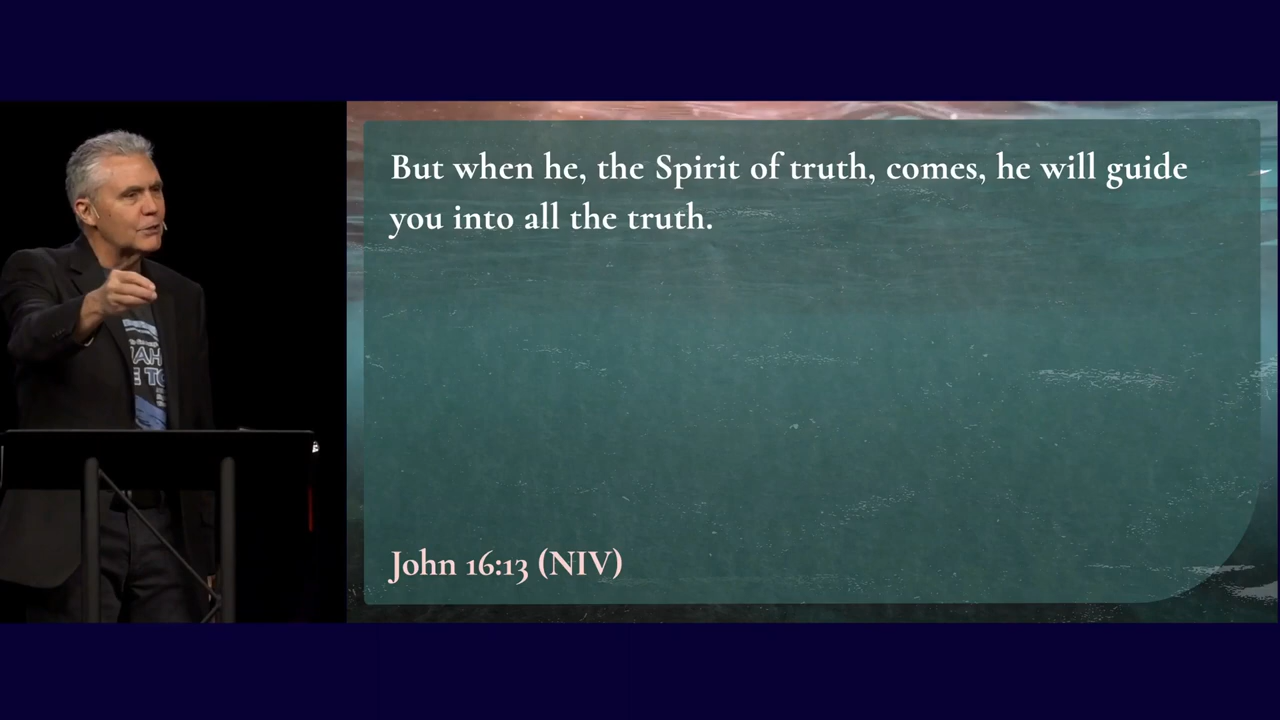 But when he, the Spirit of truth, comes, he will guide
you into all the truth.
John 16:13 (NIV)